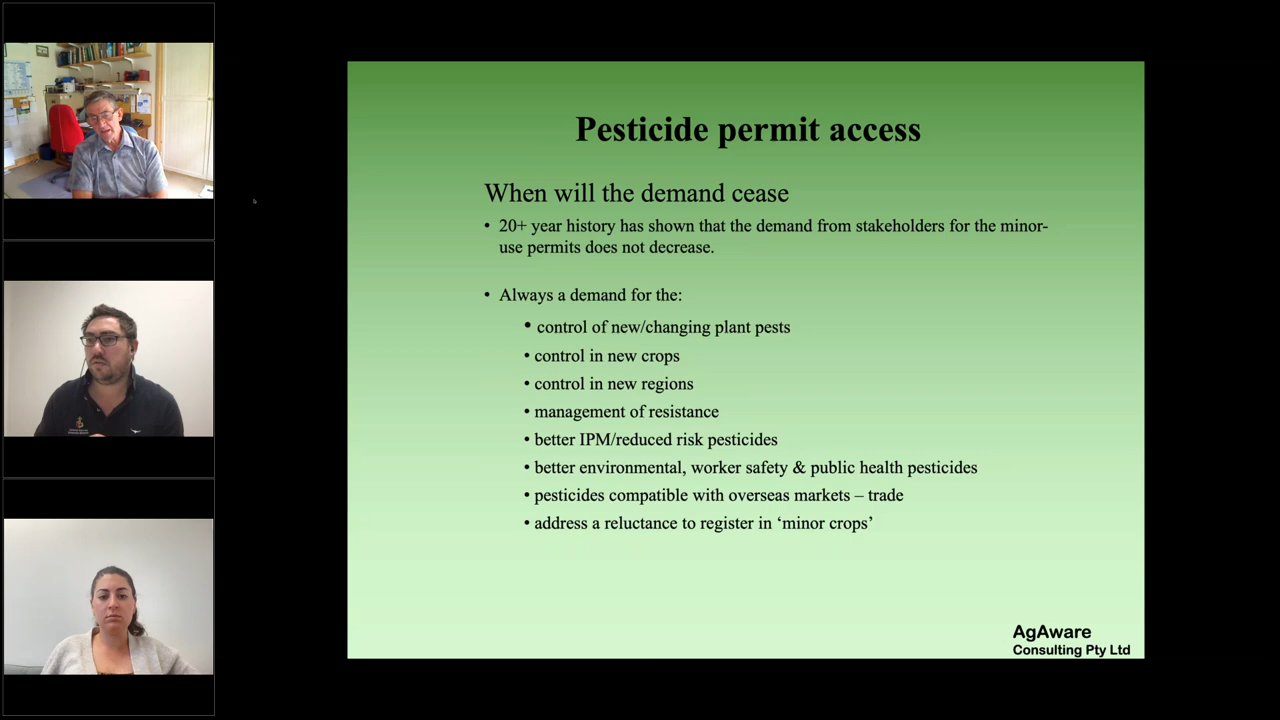 Pesticide permit access
When will the demand cease
• 20+ year history has shown that the demand from stakeholders for the minor-
use permits does not decrease.
• Always a demand for the:
• control of new/changing plant pests
• control in new crops
• control in new regions
• management of resistance
• better IPM/reduced risk pesticides
• better environmental, worker safety & public health pesticides
• pesticides compatible with overseas markets – trade
• address a reluctance to register in ‘minor crops’
AgAware
Consulting Pty Ltd